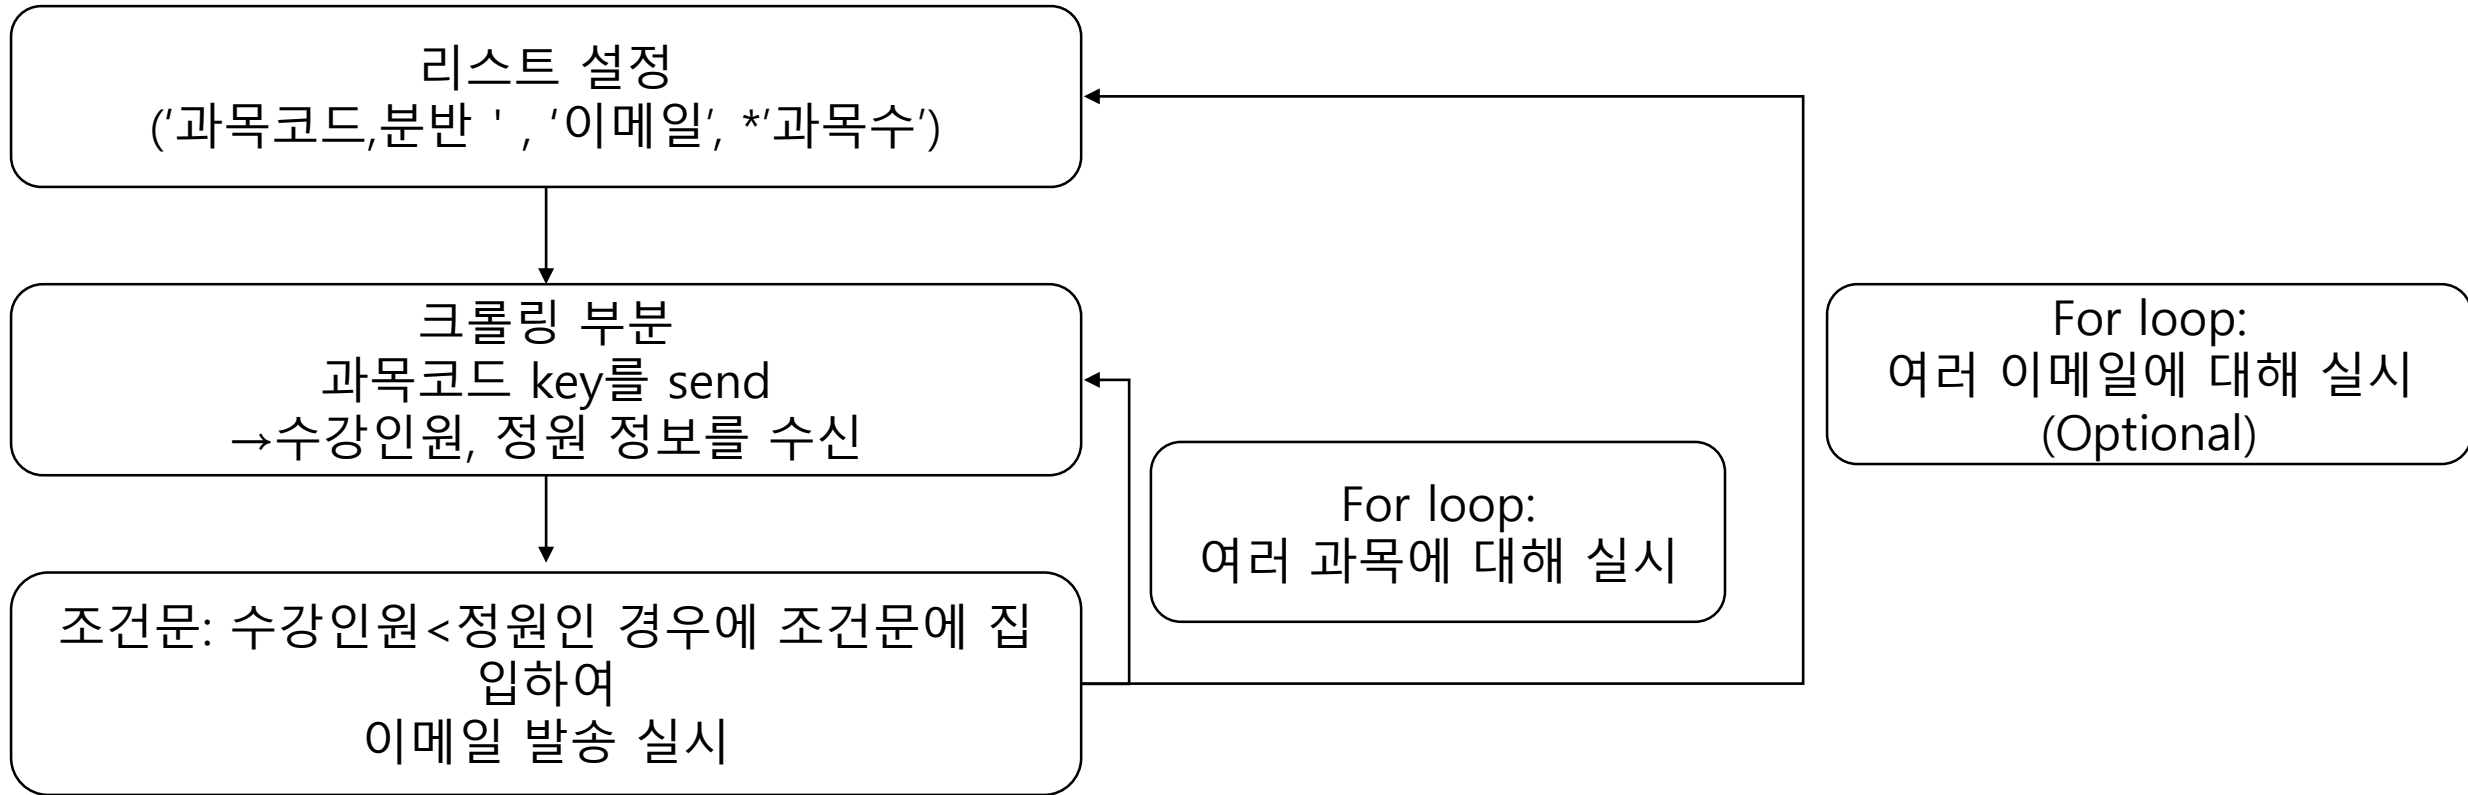 리스트 설정
(‘과목코드,분반 ' , ‘이메일’, *’과목수’)
크롤링 부분
과목코드 key를 send
→수강인원, 정원 정보를 수신
For loop:
여러 이메일에 대해 실시
(Optional)
For loop:
여러 과목에 대해 실시
조건문: 수강인원<정원인 경우에 조건문에 집
입하여
이메일 발송 실시